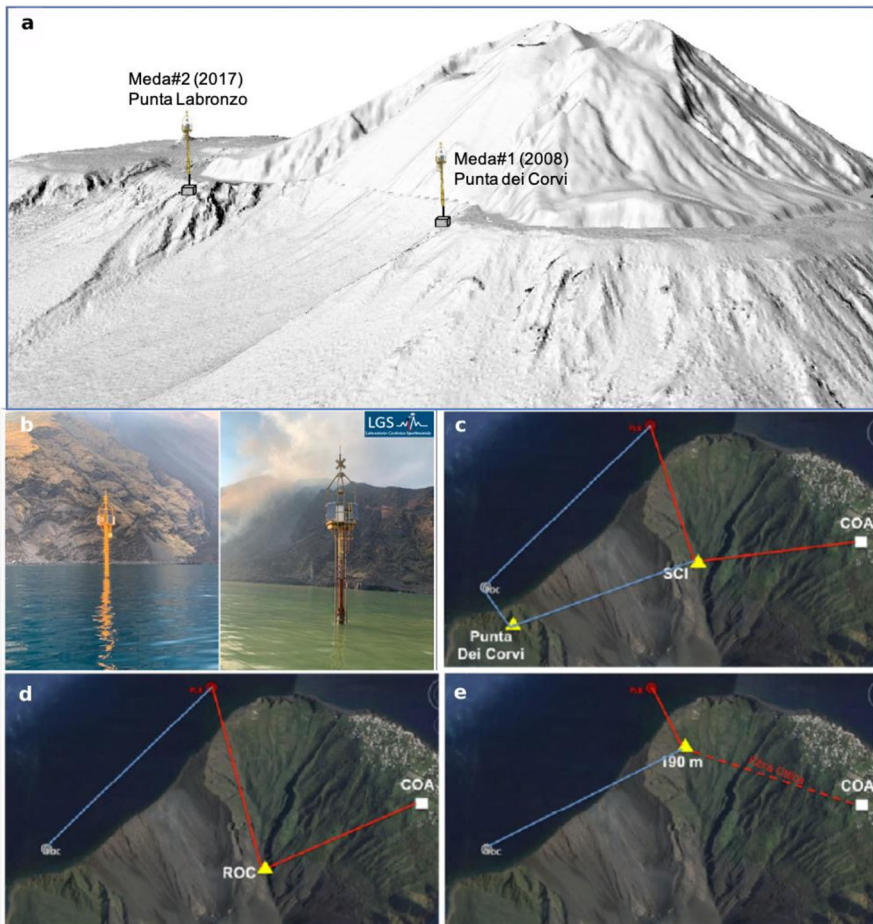 a
Meda#2 (2017)
Punta Labronzo
Meda#1 (2008)
Punta dei Corvi
b
LGS
c
COA
SCI
Punta
Dei Corvi
d
COA
ROC
e
190 m
COA